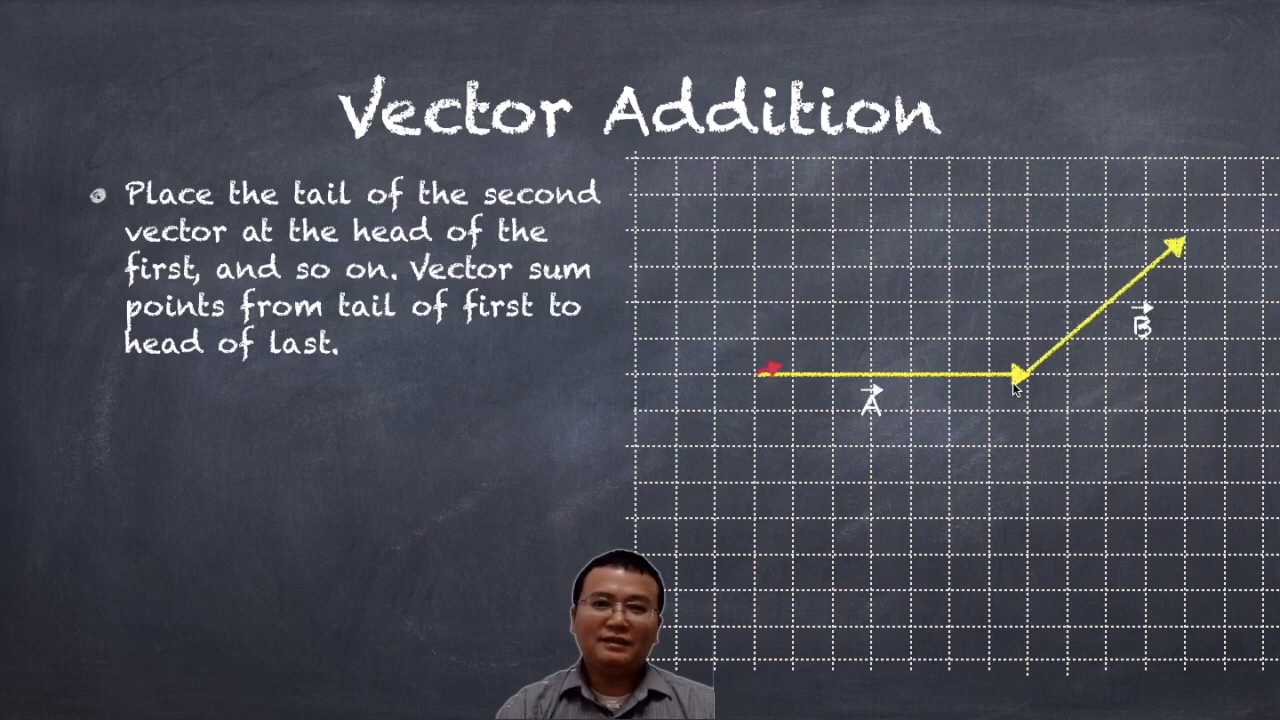 Vector Addition
Place the tail of the second
vector at the head of the
first, and so on. Vector sum
points from tail of first to
head of last.
B
A